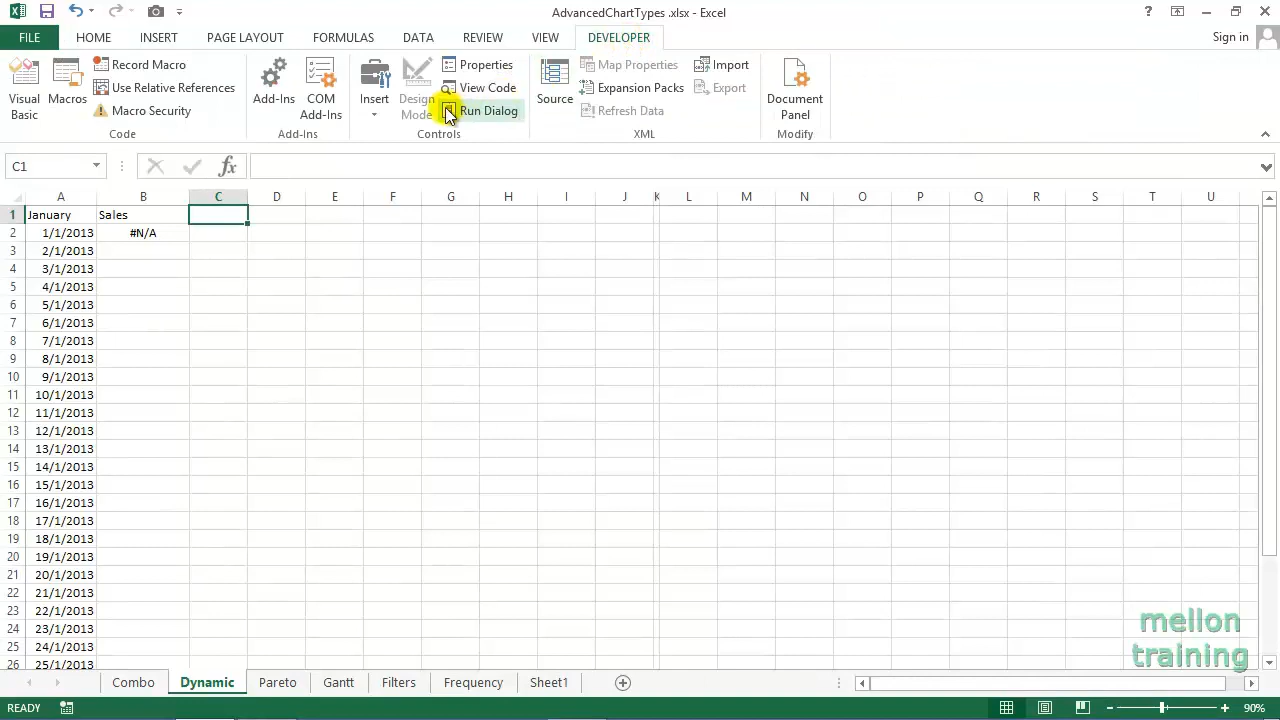 AdvancedChartTypes .xlsx - Excel
FILE HOME INSERT PAGE LAYOUT FORMULAS DATA REVIEW VIEW DEVELOPER Sign in
Visual Basic
Macros
Record Macro
Use Relative References
Macro Security
Code
Add-Ins
COM Add-Ins
Add-Ins
Insert
Design Mode
Properties
View Code
Run Dialog
Controls
Source
Map Properties
Expansion Packs
Refresh Data
Import
Export
XML
Document Panel
Modify
C1 fx
A B C D E F G H I J K L M N O P Q R S T U
1 January Sales
2 1/1/2013 #N/A
3 2/1/2013
4 3/1/2013
5 4/1/2013
6 5/1/2013
7 6/1/2013
8 7/1/2013
9 8/1/2013
10 9/1/2013
11 10/1/2013
12 11/1/2013
13 12/1/2013
14 13/1/2013
15 14/1/2013
16 15/1/2013
17 16/1/2013
18 17/1/2013
19 18/1/2013
20 19/1/2013
21 20/1/2013
22 21/1/2013
23 22/1/2013
24 23/1/2013
25 24/1/2013
26 25/1/2013
mellon
training
Combo Dynamic Pareto Gantt Filters Frequency Sheet1
READY 90%